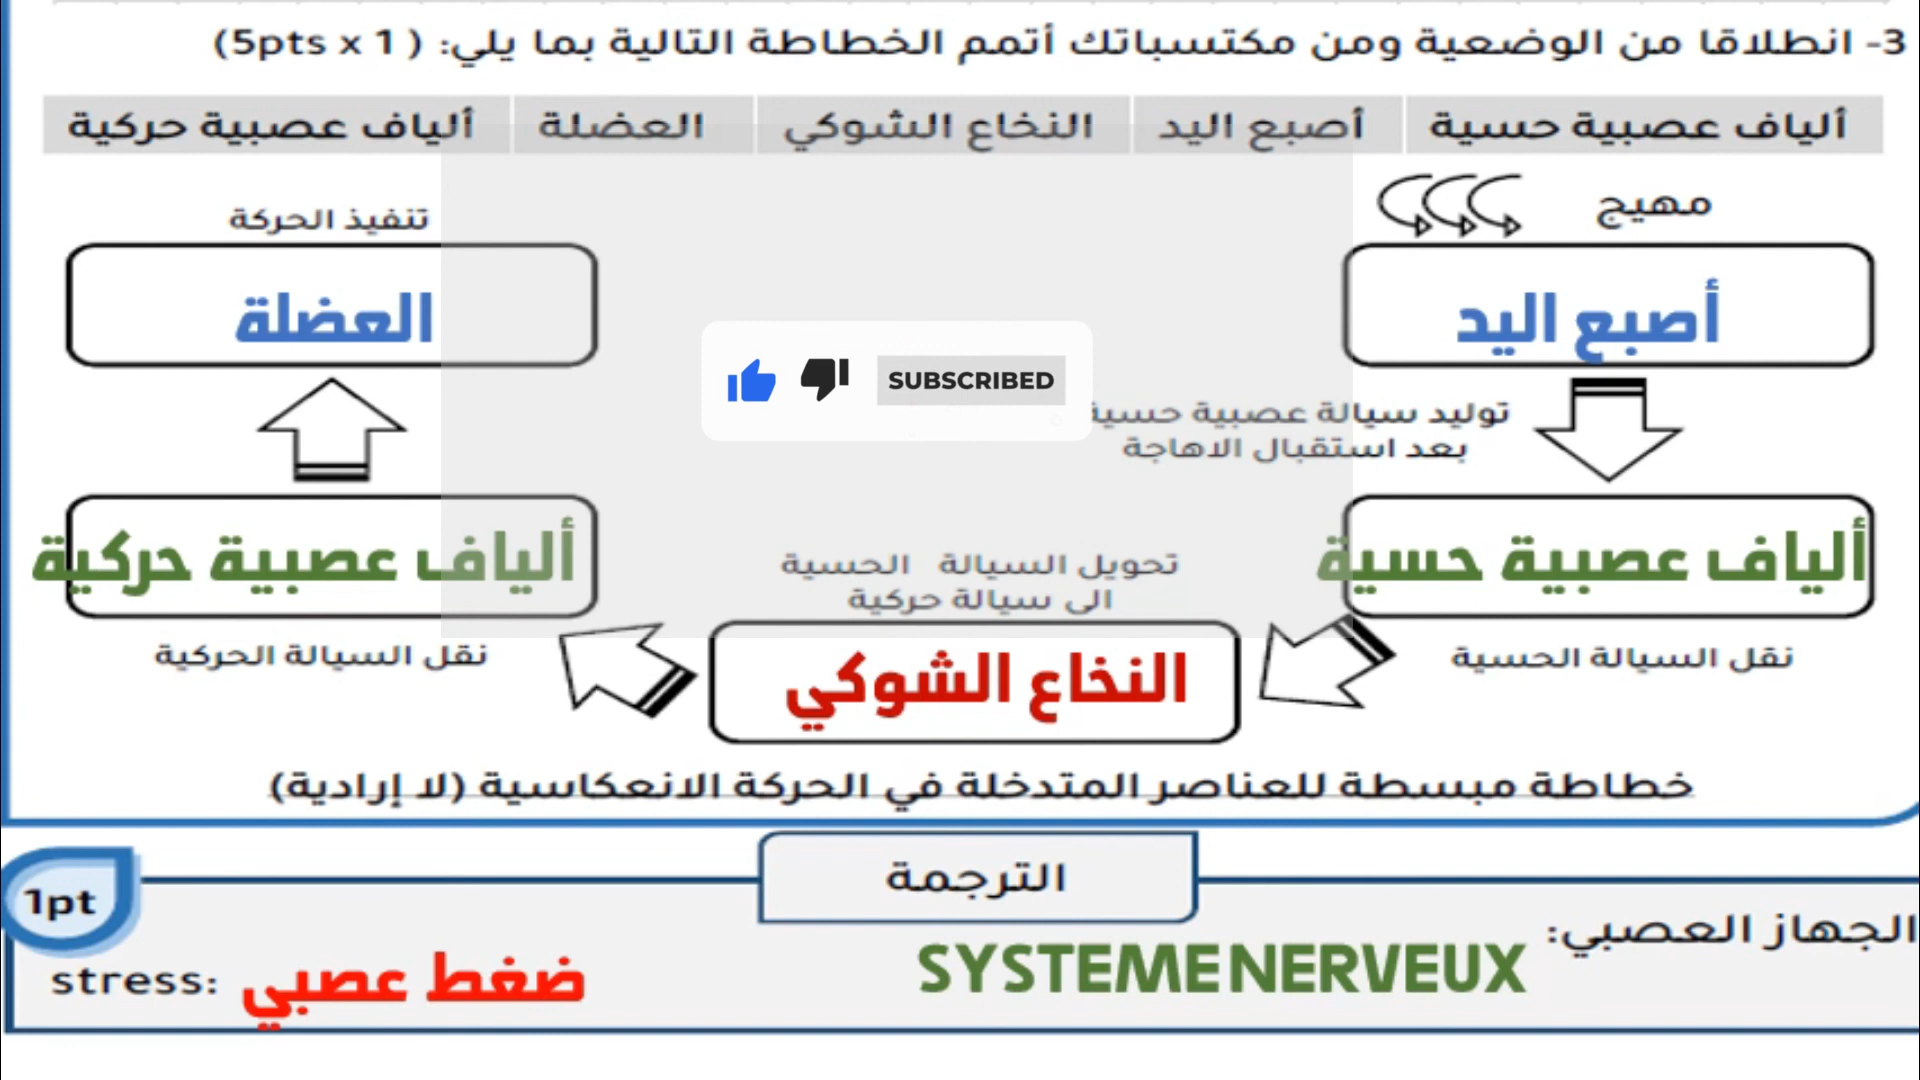 3- انطلاقا من الوضعية ومن مكتسباتك أتمم الخطاطة التالية بما يلي: ( 5pts x 1)
ألياف عصبية حسية
أصبع اليد
النخاع الشوكي
العضلة
ألياف عصبية حركية
مهيج
تنفيذ الحركة
أصبع اليد
العضلة
SUBSCRIBED
توليد سيالة عصبية حسية
بعد استقبال الاهاجة
ألياف عصبية حسية
ألياف عصبية حركية
تحويل السيالة الحسية
الى سيالة حركية
نقل السيالة الحسية
نقل السيالة الحركية
النخاع الشوكي
خطاطة مبسطة للعناصر المتدخلة في الحركة الانعكاسية (لا إرادية)
الترجمة
1pt
الجهاز العصبي: SYSTEME NERVEUX
stress: ضغط عصبي